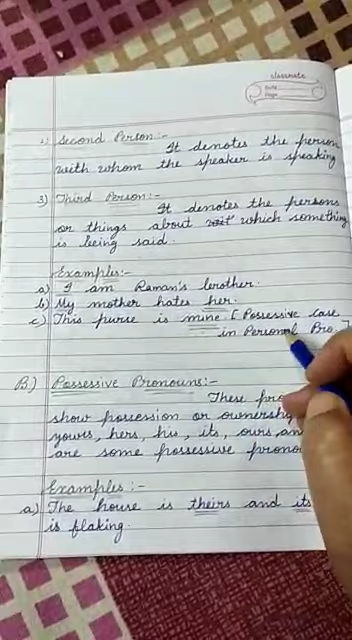 classmate
Date
Page
2) Second Person:-
It denotes the person
with whom the speaker is speaking
3) Third Person:-
It denotes the persons
or things about which something
is being said.
Examples:-
a) I am Raman's brother.
b) My mother hates her.
c) This purse is mine [Possessive case
in Personal Pro.]
B.) Possessive Pronouns:-
These
show possession or
yours, hers, his, its, ours,
are some possessive
Examples:-
a) The house is theirs and its
is flaking.